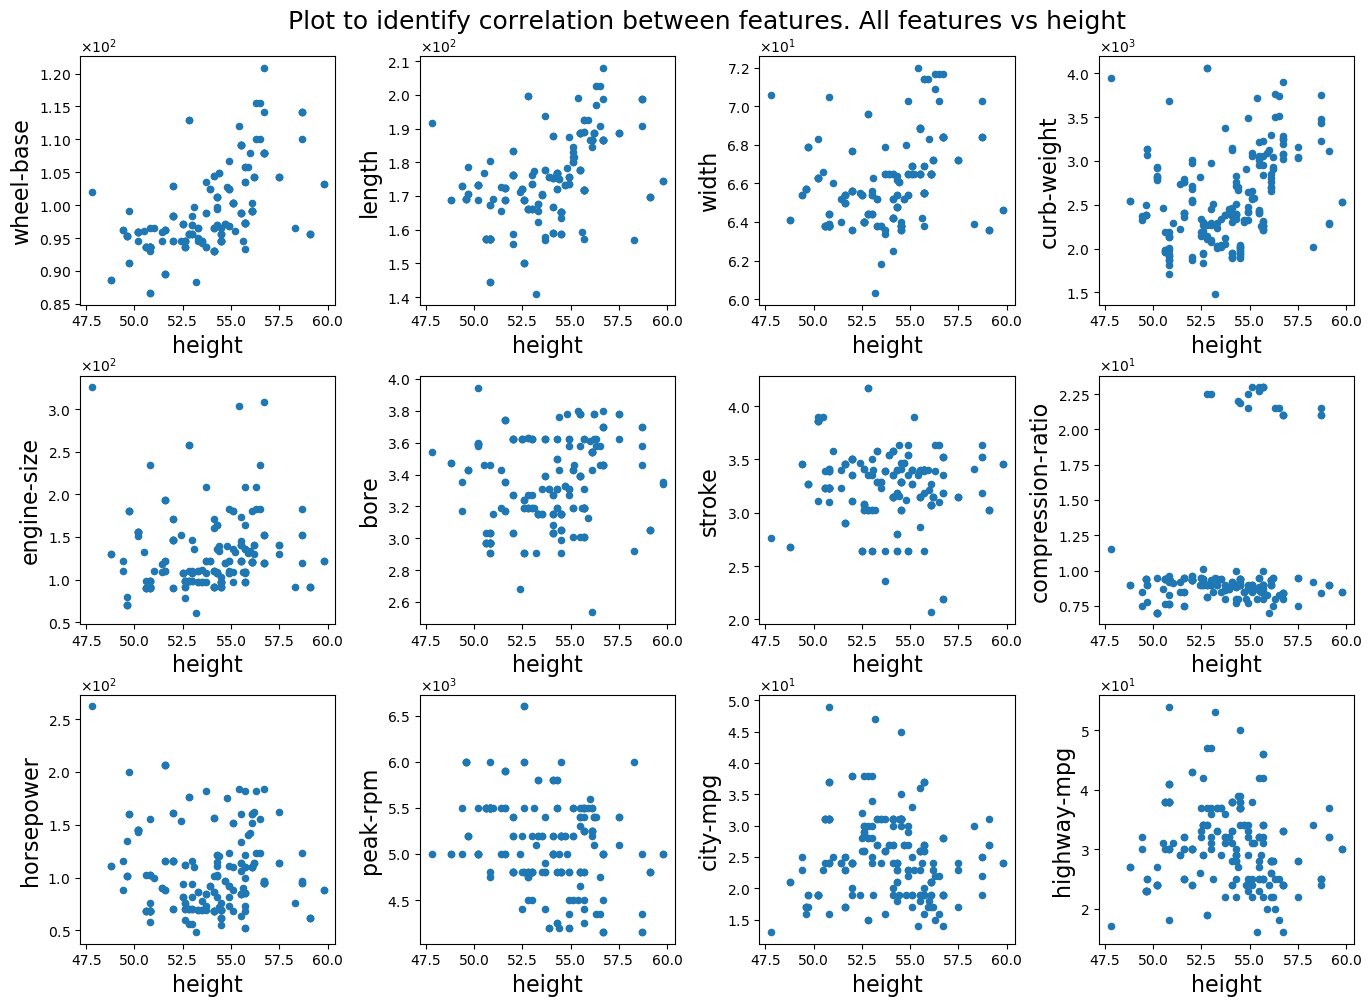 Plot to identify correlation between features. All features vs height
×10²
1.20
1.15
1.10
1.05
1.00
0.95
0.90
0.85
wheel-base
47.5 50.0 52.5 55.0 57.5 60.0
height
×10²
2.1
2.0
1.9
1.8
1.7
1.6
1.5
1.4
length
47.5 50.0 52.5 55.0 57.5 60.0
height
×10¹
7.2
7.0
6.8
6.6
6.4
6.2
6.0
width
47.5 50.0 52.5 55.0 57.5 60.0
height
×10³
4.0
3.5
3.0
2.5
2.0
1.5
curb-weight
47.5 50.0 52.5 55.0 57.5 60.0
height
×10²
3.0
2.5
2.0
1.5
1.0
0.5
engine-size
47.5 50.0 52.5 55.0 57.5 60.0
height
4.0
3.8
3.6
3.4
3.2
3.0
2.8
2.6
bore
47.5 50.0 52.5 55.0 57.5 60.0
height
4.0
3.5
3.0
2.5
2.0
stroke
47.5 50.0 52.5 55.0 57.5 60.0
height
×10¹
2.25
2.00
1.75
1.50
1.25
1.00
0.75
compression-ratio
47.5 50.0 52.5 55.0 57.5 60.0
height
×10²
2.5
2.0
1.5
1.0
0.5
horsepower
47.5 50.0 52.5 55.0 57.5 60.0
height
×10³
6.5
6.0
5.5
5.0
4.5
peak-rpm
47.5 50.0 52.5 55.0 57.5 60.0
height
×10¹
5.0
4.5
4.0
3.5
3.0
2.5
2.0
1.5
city-mpg
47.5 50.0 52.5 55.0 57.5 60.0
height
×10¹
5
4
3
2
highway-mpg
47.5 50.0 52.5 55.0 57.5 60.0
height